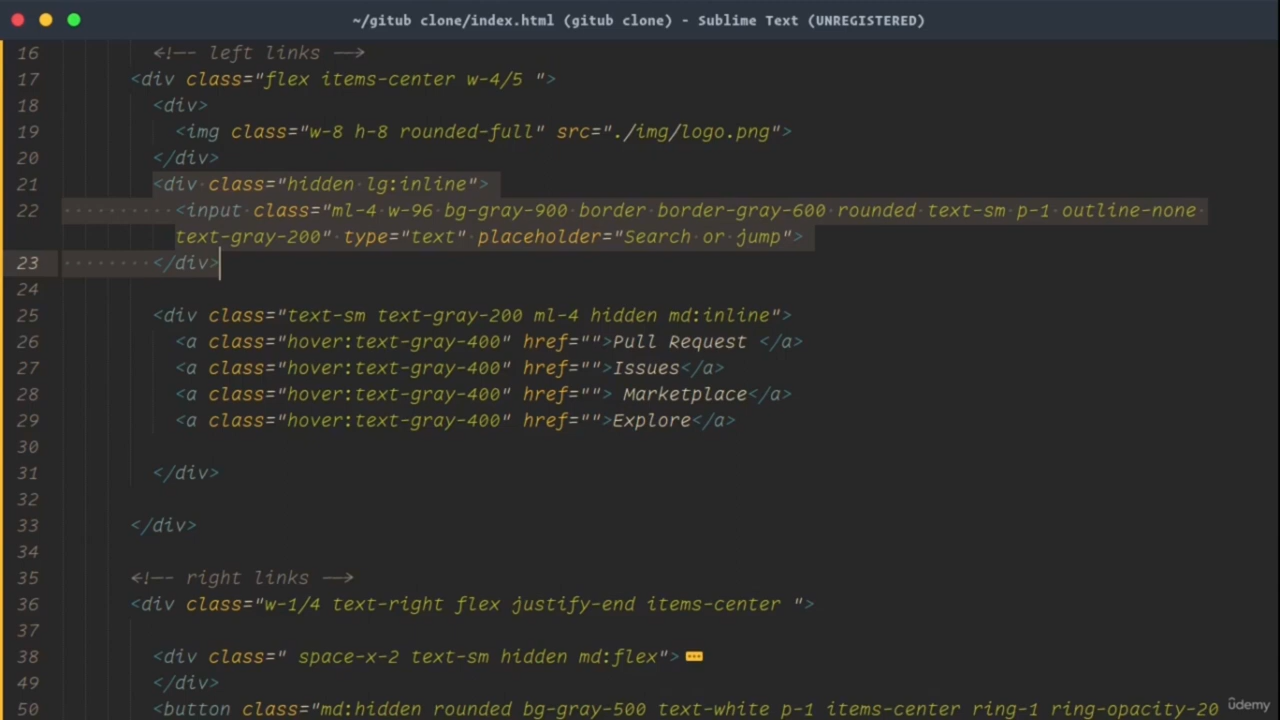 ~/gitub clone/index.html (gitub clone) - Sublime Text (UNREGISTERED)
16 <!-- left links -->
17 <div class="flex items-center w-4/5 ">
18 <div>
19 <img class="w-8 h-8 rounded-full" src="./img/logo.png">
20 </div>
21 <div class="hidden lg:inline">
22 <input class="ml-4 w-96 bg-gray-900 border border-gray-600 rounded text-sm p-1 outline-none
text-gray-200" type="text" placeholder="Search or jump">
23 </div>
24
25 <div class="text-sm text-gray-200 ml-4 hidden md:inline">
26 <a class="hover:text-gray-400" href="">Pull Request </a>
27 <a class="hover:text-gray-400" href="">Issues</a>
28 <a class="hover:text-gray-400" href=""> Marketplace</a>
29 <a class="hover:text-gray-400" href="">Explore</a>
30
31 </div>
32
33 </div>
34
35 <!-- right links -->
36 <div class="w-1/4 text-right flex justify-end items-center ">
37
38 <div class=" space-x-2 text-sm hidden md:flex">
49 </div>
50 <button class="md:hidden rounded bg-gray-500 text-white p-1 items-center ring-1 ring-opacity-20
udemy